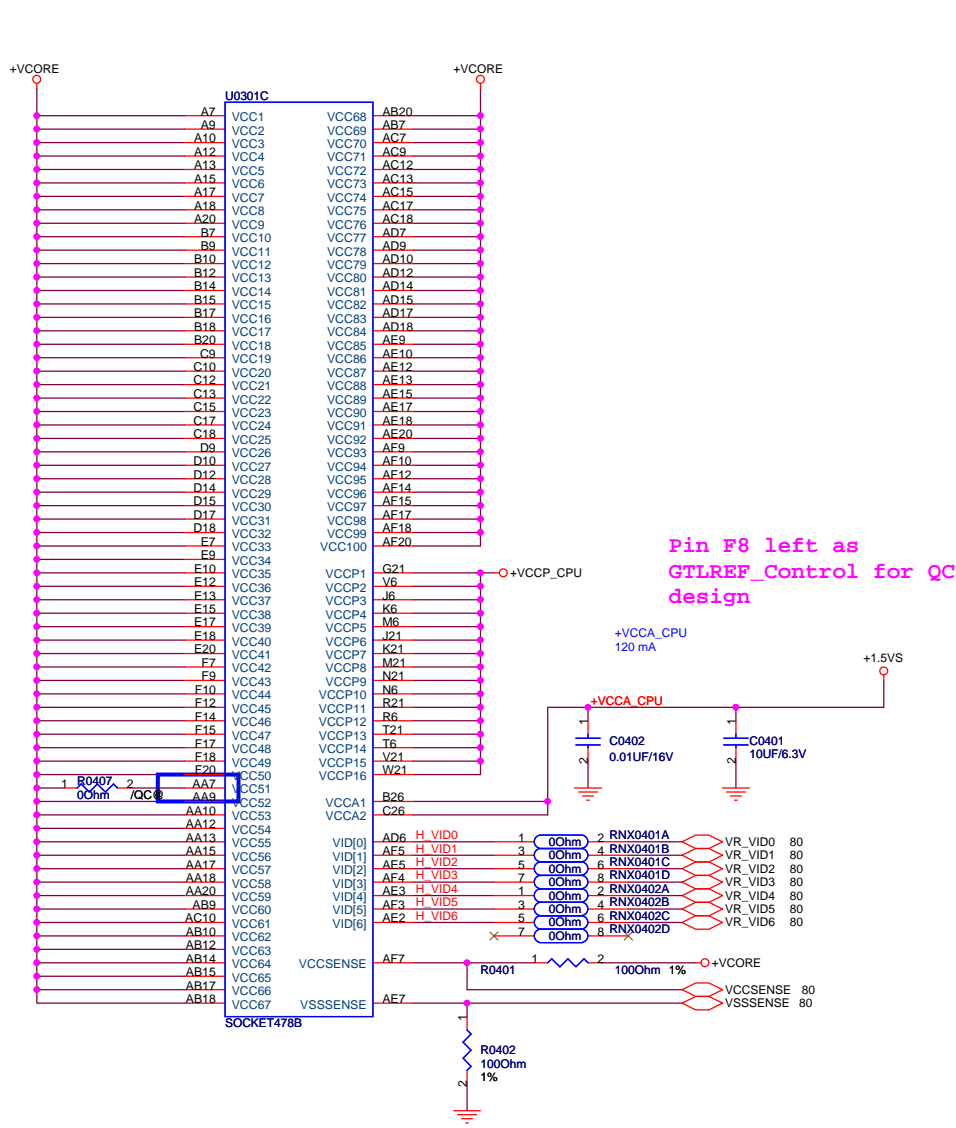 +VCORE +VCORE
U0301C
A7 VCC1 VCC68 AB20
A9 VCC2 VCC69 AB7
A10 VCC3 VCC70 AC7
A12 VCC4 VCC71 AC9
A13 VCC5 VCC72 AC12
A15 VCC6 VCC73 AC13
A17 VCC7 VCC74 AC15
A18 VCC8 VCC75 AC17
A20 VCC9 VCC76 AC18
B7 VCC10 VCC77 AD7
B9 VCC11 VCC78 AD9
B10 VCC12 VCC79 AD10
B12 VCC13 VCC80 AD12
B14 VCC14 VCC81 AD14
B15 VCC15 VCC82 AD15
B17 VCC16 VCC83 AD17
B18 VCC17 VCC84 AD18
B20 VCC18 VCC85 AE9
C9 VCC19 VCC86 AE10
C10 VCC20 VCC87 AE12
C12 VCC21 VCC88 AE13
C13 VCC22 VCC89 AE15
C15 VCC23 VCC90 AE17
C17 VCC24 VCC91 AE18
C18 VCC25 VCC92 AE20
D9 VCC26 VCC93 AF9
D10 VCC27 VCC94 AF10
D12 VCC28 VCC95 AF12
D14 VCC29 VCC96 AF14
D15 VCC30 VCC97 AF15
D17 VCC31 VCC98 AF17
D18 VCC32 VCC99 AF18
E7 VCC33 VCC100 AF20
E9 VCC34
E10 VCC35 VCCP1 G21 +VCCP_CPU
E12 VCC36 VCCP2 V6
E13 VCC37 VCCP3 J6
E15 VCC38 VCCP4 K6
E17 VCC39 VCCP5 M6
E18 VCC40 VCCP6 J21
E20 VCC41 VCCP7 K21
F7 VCC42 VCCP8 M21
F9 VCC43 VCCP9 N21
F10 VCC44 VCCP10 N6
F12 VCC45 VCCP11 R21
F14 VCC46 VCCP12 R6
F15 VCC47 VCCP13 T21
F17 VCC48 VCCP14 T6
F18 VCC49 VCCP15 V21
F20 VCC50 VCCP16 W21
AA7 VCC51
AA9 VCC52 VCCA1 B26
AA10 VCC53 VCCA2 C26
AA12 VCC54
AA13 VCC55 VID[0] AD6 H_VID0 1 0Ohm 2 RNX0401A VR_VID0 80
AA15 VCC56 VID[1] AF5 H_VID1 3 0Ohm 4 RNX0401B VR_VID1 80
AA17 VCC57 VID[2] AE5 H_VID2 5 0Ohm 6 RNX0401C VR_VID2 80
AA18 VCC58 VID[3] AF4 H_VID3 7 0Ohm 8 RNX0401D VR_VID3 80
AA20 VCC59 VID[4] AE3 H_VID4 1 0Ohm 2 RNX0402A VR_VID4 80
AB9 VCC60 VID[5] AF3 H_VID5 3 0Ohm 4 RNX0402B VR_VID5 80
AC10 VCC61 VID[6] AE2 H_VID6 5 0Ohm 6 RNX0402C VR_VID6 80
AB10 VCC62 7 0Ohm 8 RNX0402D
AB12 VCC63
AB14 VCC64 VCCSENSE AF7 R0401 1 2 100Ohm 1% +VCORE
AB15 VCC65
AB17 VCC66 VCCSENSE 80
AB18 VCC67 VSSSENSE AE7 VSSSENSE 80
SOCKET478B
1 R0407 2
0Ohm /QC@
Pin F8 left as
GTLREF_Control for QC
design
+VCCA_CPU
120 mA
+1.5VS
+VCCA_CPU
1 C0402
0.01UF/16V
2
1 C0401
10UF/6.3V
2
1
R0402
100Ohm
1%
2